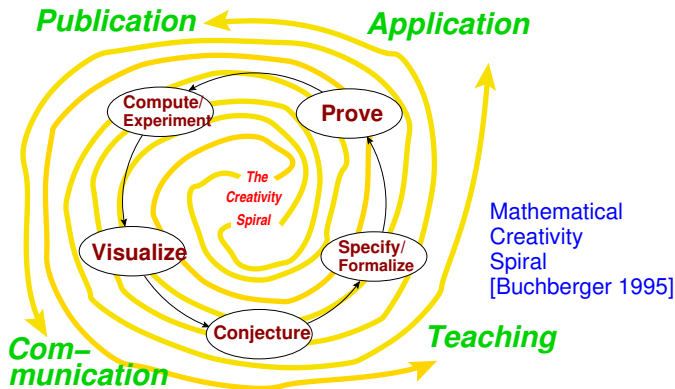 Publication
Application
Compute/
Experiment
Prove
The
Creativity
Spiral
Mathematical
Creativity
Spiral
[Buchberger 1995]
Visualize
Specify/
Formalize
Conjecture
Com–
munication
Teaching